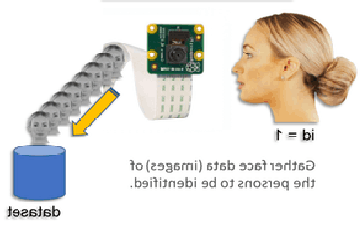 id = 1
Gather face data (images) of
the persons to be identified.
dataset